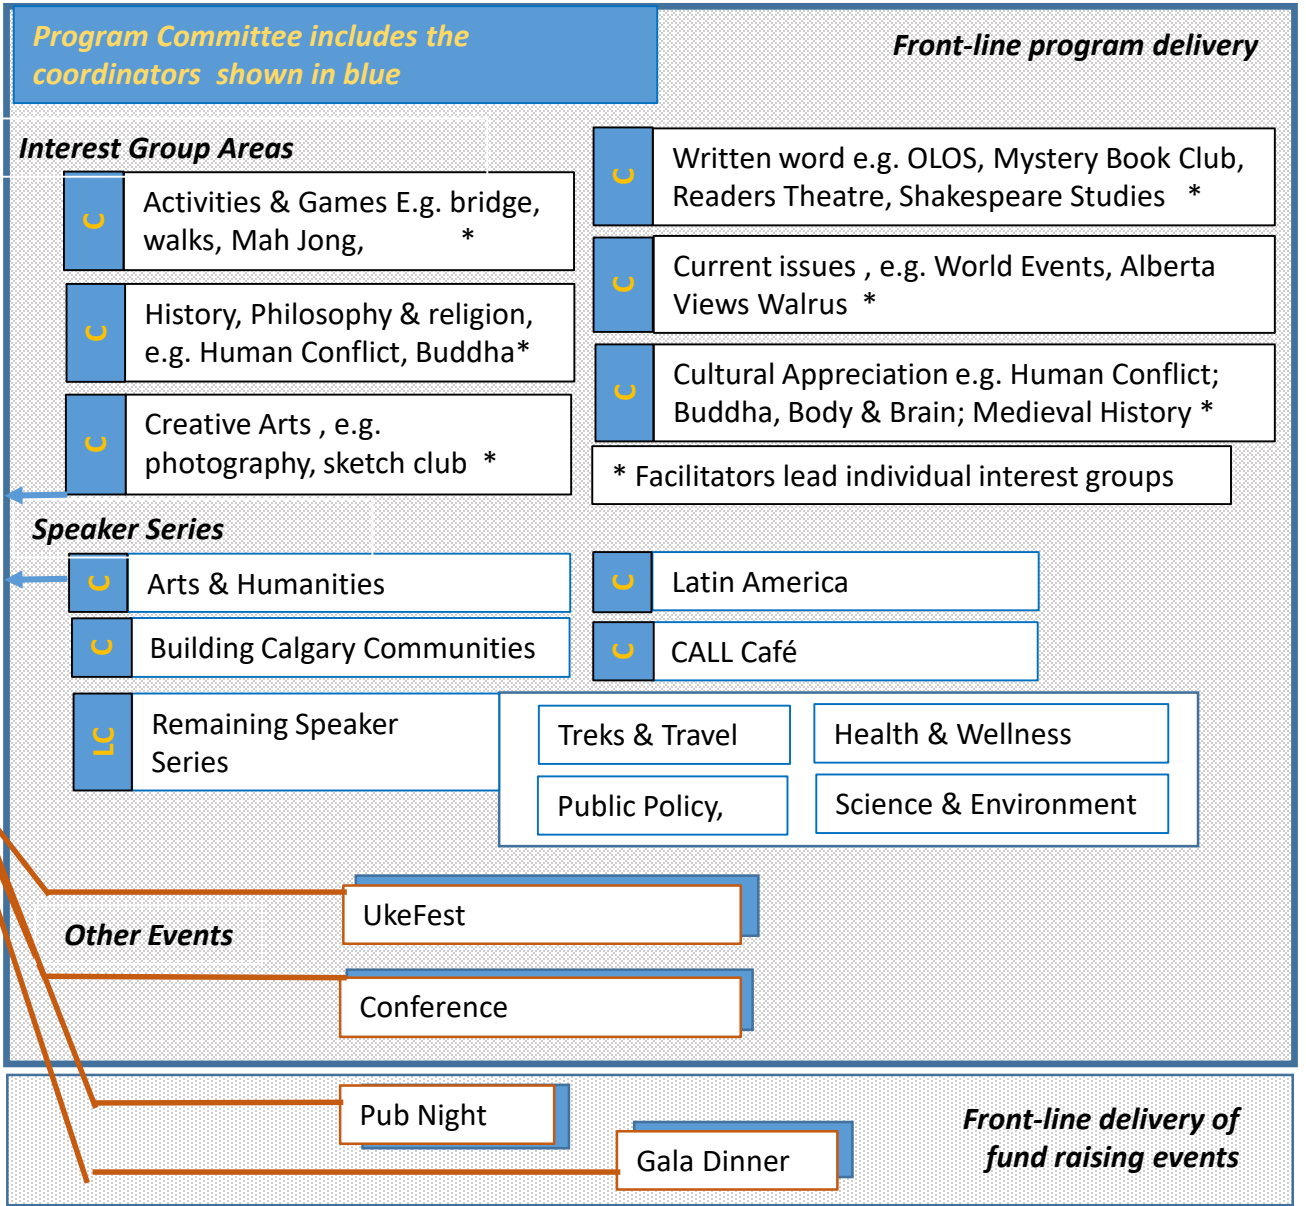 Program Committee includes the
coordinators shown in blue
Front-line program delivery
Interest Group Areas
C
Activities & Games E.g. bridge,
walks, Mah Jong, *
C
History, Philosophy & religion,
e.g. Human Conflict, Buddha*
C
Creative Arts , e.g.
photography, sketch club *
C
Written word e.g. OLOS, Mystery Book Club,
Readers Theatre, Shakespeare Studies *
C
Current issues , e.g. World Events, Alberta
Views Walrus *
C
Cultural Appreciation e.g. Human Conflict;
Buddha, Body & Brain; Medieval History *
* Facilitators lead individual interest groups
Speaker Series
C
Arts & Humanities
C
Latin America
C
Building Calgary Communities
C
CALL Café
LC
Remaining Speaker
Series
Treks & Travel
Health & Wellness
Public Policy,
Science & Environment
UkeFest
Other Events
Conference
Pub Night
Gala Dinner
Front-line delivery of
fund raising events